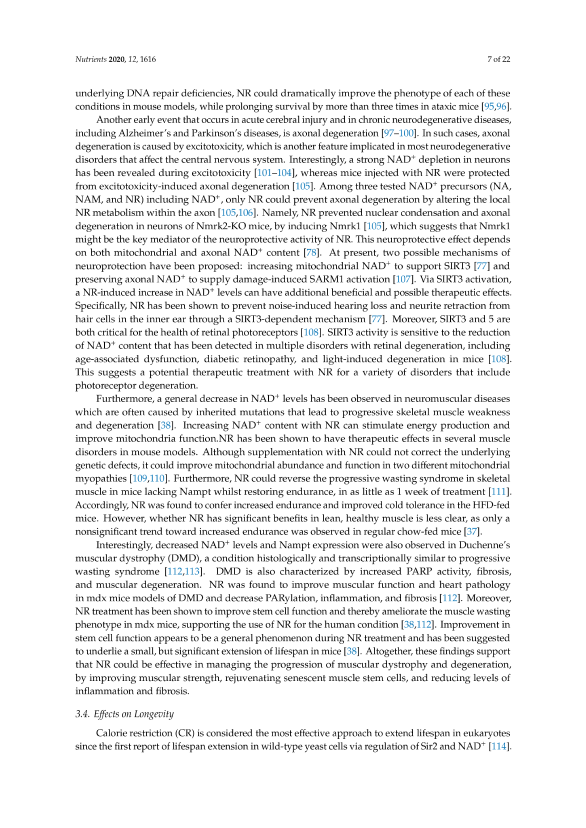 Nutrients 2020, 12, 1616
7 of 22
underlying DNA repair deficiencies, NR could dramatically improve the phenotype of each of these
conditions in mouse models, while prolonging survival by more than three times in ataxic mice [95,96].
Another early event that occurs in acute cerebral injury and in chronic neurodegenerative diseases,
including Alzheimer's and Parkinson's diseases, is axonal degeneration [97–100]. In such cases, axonal
degeneration is caused by excitotoxicity, which is another feature implicated in most neurodegenerative
disorders that affect the central nervous system. Interestingly, a strong NAD+ depletion in neurons
has been revealed during excitotoxicity [101–104], whereas mice injected with NR were protected
from excitotoxicity-induced axonal degeneration [105]. Among three tested NAD+ precursors (NA,
NAM, and NR) including NAD+, only NR could prevent axonal degeneration by altering the local
NR metabolism within the axon [105,106]. Namely, NR prevented nuclear condensation and axonal
degeneration in neurons of Nmrk2-KO mice, by inducing Nmrk1 [105], which suggests that Nmrk1
might be the key mediator of the neuroprotective activity of NR. This neuroprotective effect depends
on both mitochondrial and axonal NAD+ content [78]. At present, two possible mechanisms of
neuroprotection have been proposed: increasing mitochondrial NAD+ to support SIRT3 [77] and
preserving axonal NAD+ to supply damage-induced SARM1 activation [107]. Via SIRT3 activation,
a NR-induced increase in NAD+ levels can have additional beneficial and possible therapeutic effects.
Specifically, NR has been shown to prevent noise-induced hearing loss and neurite retraction from
hair cells in the inner ear through a SIRT3-dependent mechanism [77]. Moreover, SIRT3 and 5 are
both critical for the health of retinal photoreceptors [108]. SIRT3 activity is sensitive to the reduction
of NAD+ content that has been detected in multiple disorders with retinal degeneration, including
age-associated dysfunction, diabetic retinopathy, and light-induced degeneration in mice [108].
This suggests a potential therapeutic treatment with NR for a variety of disorders that include
photoreceptor degeneration.
Furthermore, a general decrease in NAD+ levels has been observed in neuromuscular diseases
which are often caused by inherited mutations that lead to progressive skeletal muscle weakness
and degeneration [38]. Increasing NAD+ content with NR can stimulate energy production and
improve mitochondria function.NR has been shown to have therapeutic effects in several muscle
disorders in mouse models. Although supplementation with NR could not correct the underlying
genetic defects, it could improve mitochondrial abundance and function in two different mitochondrial
myopathies [109,110]. Furthermore, NR could reverse the progressive wasting syndrome in skeletal
muscle in mice lacking Nampt whilst restoring endurance, in as little as 1 week of treatment [111].
Accordingly, NR was found to confer increased endurance and improved cold tolerance in the HFD-fed
mice. However, whether NR has significant benefits in lean, healthy muscle is less clear, as only a
nonsignificant trend toward increased endurance was observed in regular chow-fed mice [37].
Interestingly, decreased NAD+ levels and Nampt expression were also observed in Duchenne's
muscular dystrophy (DMD), a condition histologically and transcriptionally similar to progressive
wasting syndrome [112,113]. DMD is also characterized by increased PARP activity, fibrosis,
and muscular degeneration. NR was found to improve muscular function and heart pathology
in mdx mice models of DMD and decrease PARylation, inflammation, and fibrosis [112]. Moreover,
NR treatment has been shown to improve stem cell function and thereby ameliorate the muscle wasting
phenotype in mdx mice, supporting the use of NR for the human condition [38,112]. Improvement in
stem cell function appears to be a general phenomenon during NR treatment and has been suggested
to underlie a small, but significant extension of lifespan in mice [38]. Altogether, these findings support
that NR could be effective in managing the progression of muscular dystrophy and degeneration,
by improving muscular strength, rejuvenating senescent muscle stem cells, and reducing levels of
inflammation and fibrosis.
3.4. Effects on Longevity
Calorie restriction (CR) is considered the most effective approach to extend lifespan in eukaryotes
since the first report of lifespan extension in wild-type yeast cells via regulation of Sir2 and NAD+ [114].